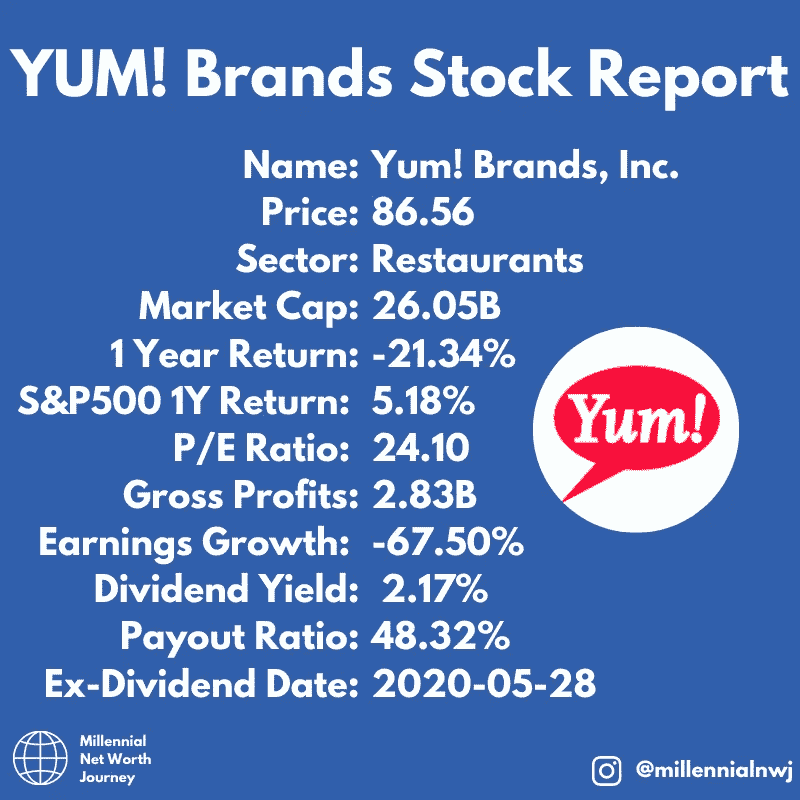 YUM! Brands Stock Report
Name: Yum! Brands, Inc.
Price: 86.56
Sector: Restaurants
Market Cap: 26.05B
1 Year Return: -21.34%
S&P500 1Y Return: 5.18%
P/E Ratio: 24.10
Gross Profits: 2.83B
Earnings Growth: -67.50%
Dividend Yield: 2.17%
Payout Ratio: 48.32%
Ex-Dividend Date: 2020-05-28
Yum!
Millennial
Net Worth
Journey
@millennialnwj